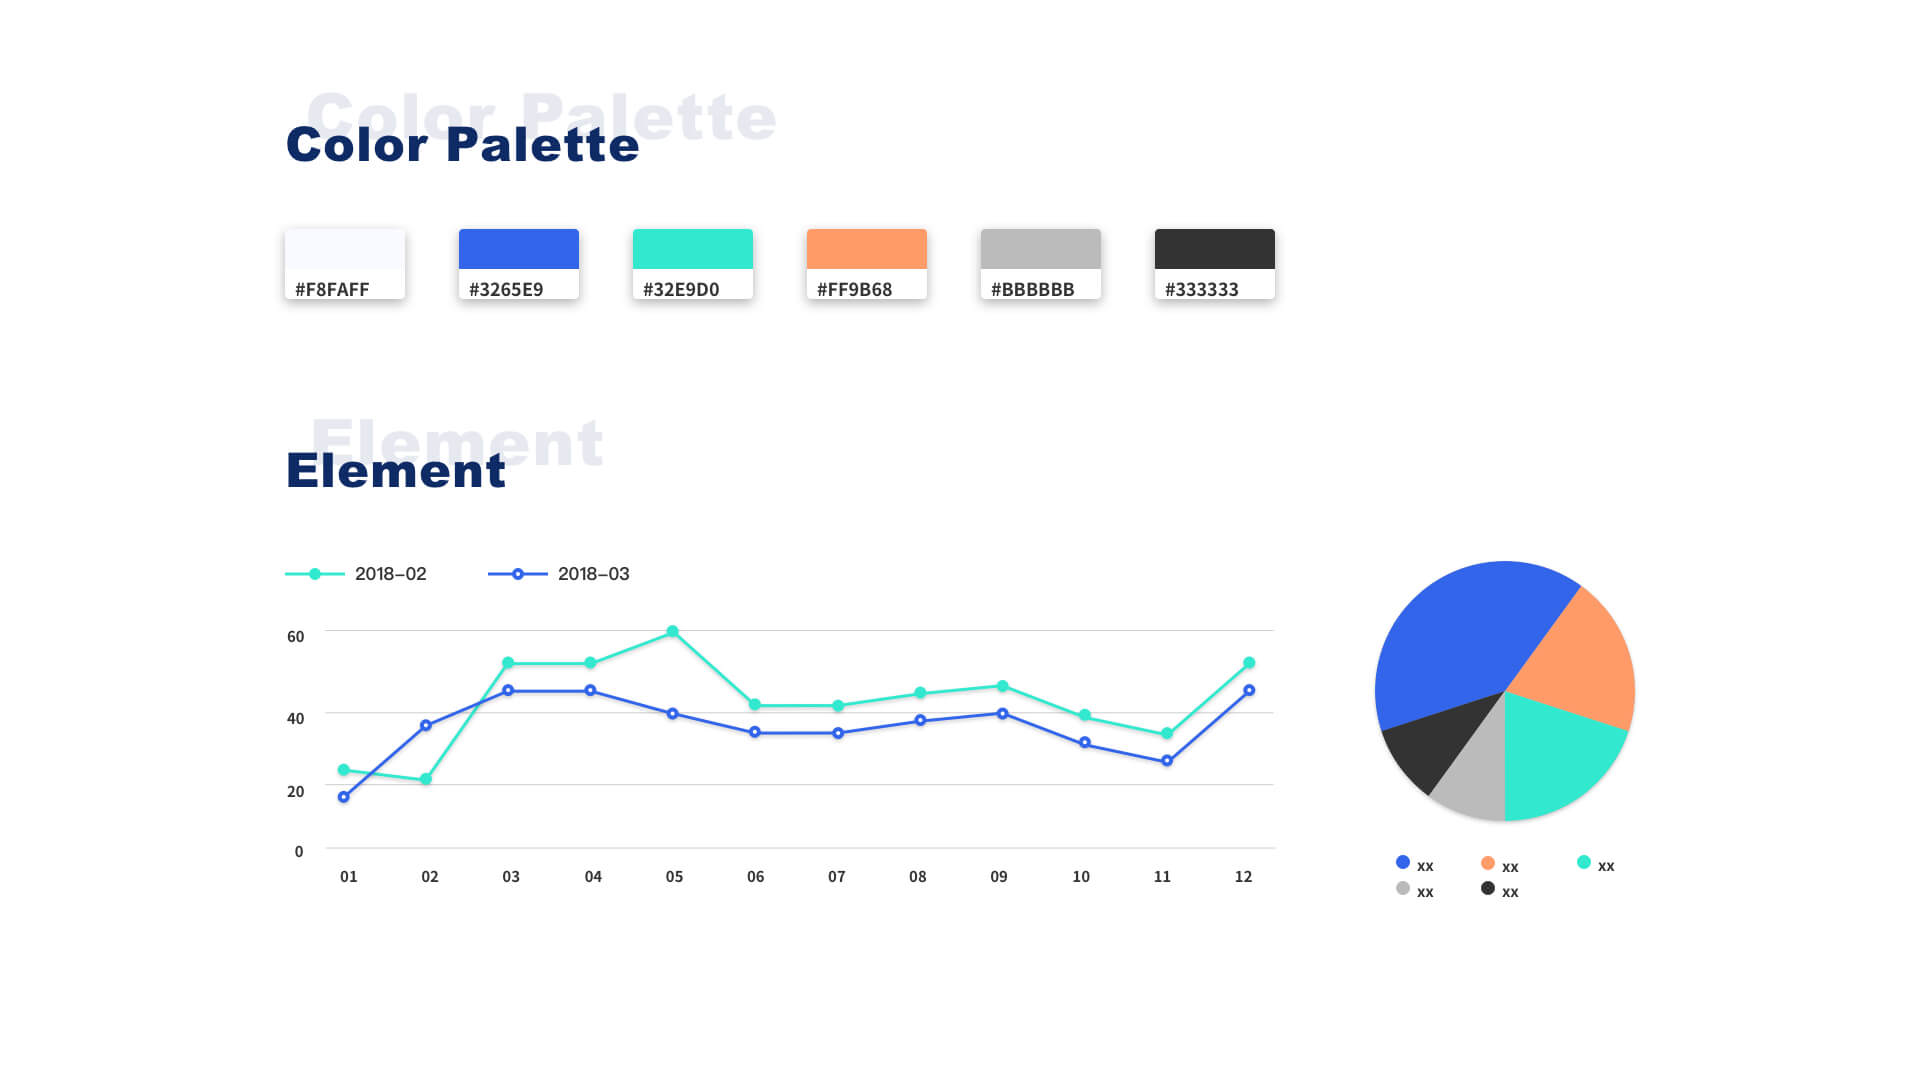 Color Palette
Color Palette
#F8FAFF #3265E9 #32E9D0 #FF9B68 #BBBBBB #333333
Element
Element
2018–02 2018–03
60
40
20
0
01 02 03 04 05 06 07 08 09 10 11 12
xx xx xx
xx xx